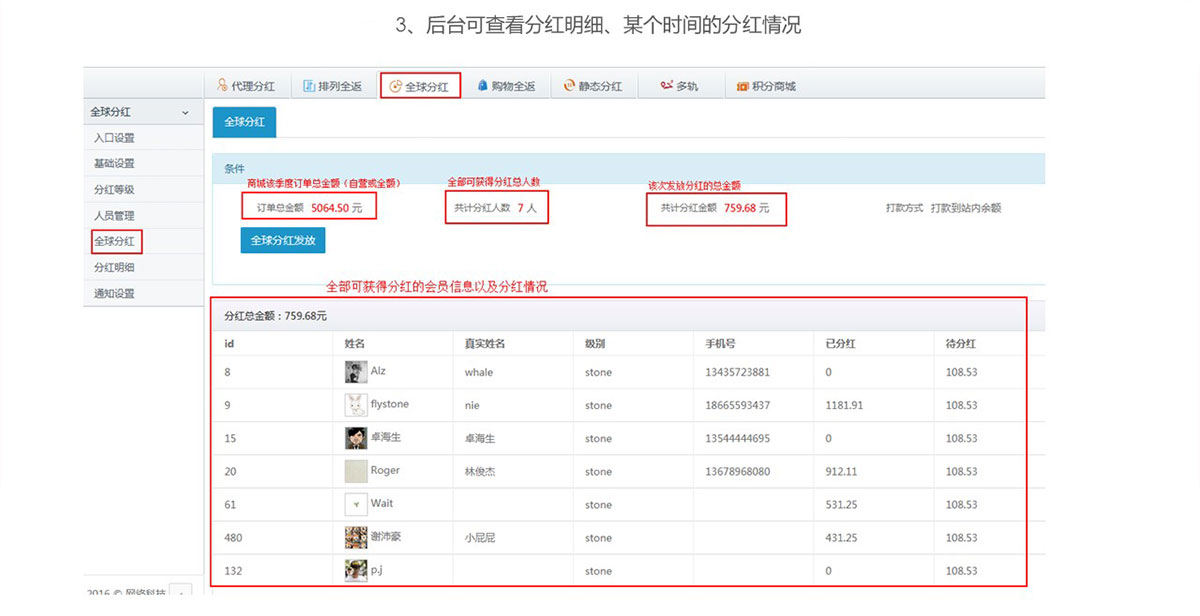 3、后台可查看分红明细、某个时间的分红情况
代理分红 排列全返 全球分红 购物全返 静态分红 多轨 积分商城
全球分红
入口设置
基础设置
分红等级
人员管理
全球分红
分红明细
通知设置
全球分红
条件
商城该季度订单总金额（自营或全额） 全部可获得分红总人数 该次发放分红的总金额
订单总金额 5064.50 元 共计分红人数 7 人 共计分红金额 759.68 元 打款方式 打款到站内余额
全球分红发放
全部可获得分红的会员信息以及分红情况
分红总金额：759.68元
id 姓名 真实姓名 级别 手机号 已分红 待分红
8 Alz whale stone 13435723881 0 108.53
9 flystone nie stone 18665593437 1181.91 108.53
15 卓海生 卓海生 stone 13544444695 0 108.53
20 Roger 林俊杰 stone 13678968080 912.11 108.53
61 Wait stone 531.25 108.53
480 谢沛豪 小屁屁 stone 431.25 108.53
132 p.j stone 0 108.53
2016 © 网络科技